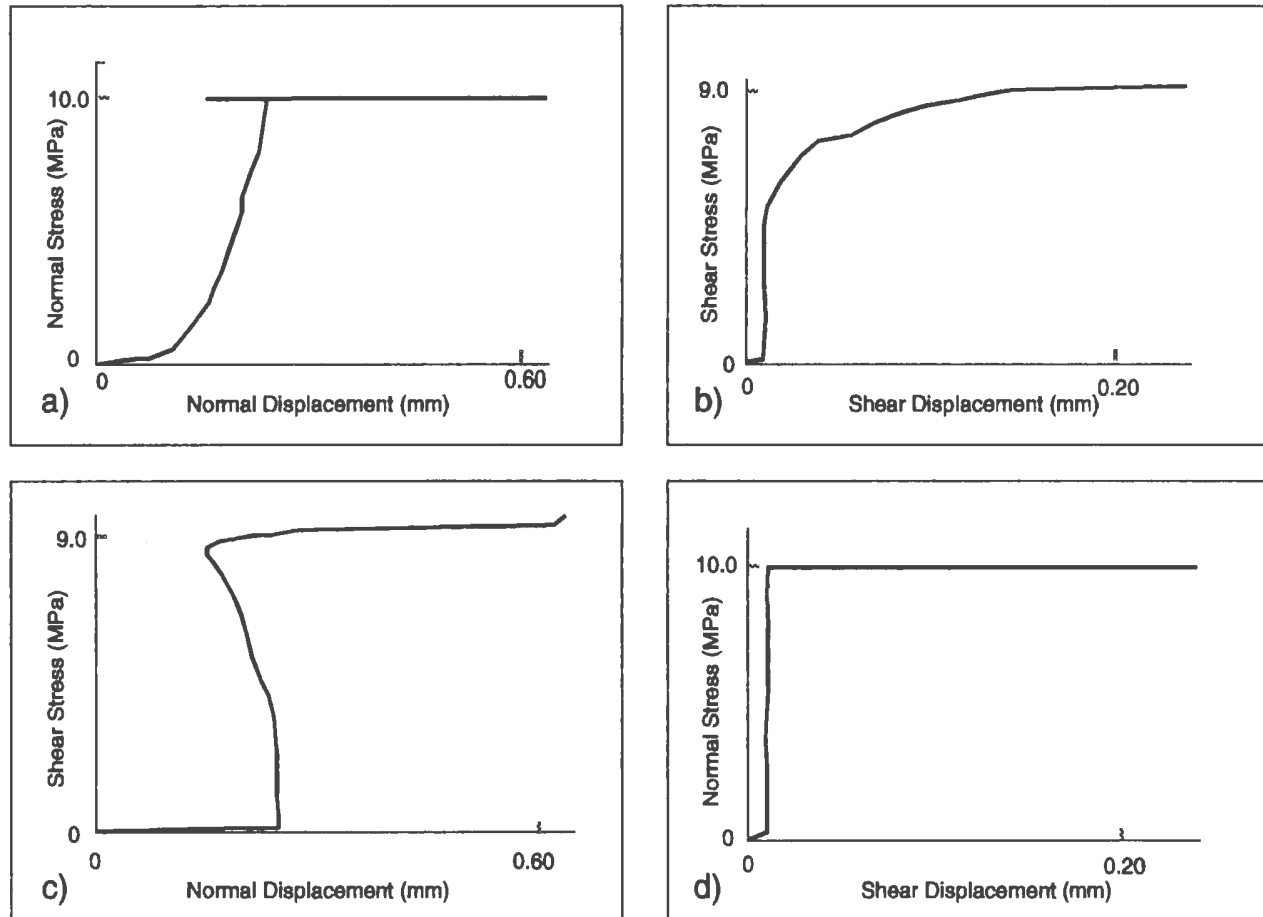 10.0
Normal Stress (MPa)
0
0
0.60
a)
Normal Displacement (mm)
9.0
Shear Stress (MPa)
0
0
0.20
b)
Shear Displacement (mm)
9.0
Shear Stress (MPa)
0
0
0.60
c)
Normal Displacement (mm)
10.0
Normal Stress (MPa)
0
0
0.20
d)
Shear Displacement (mm)